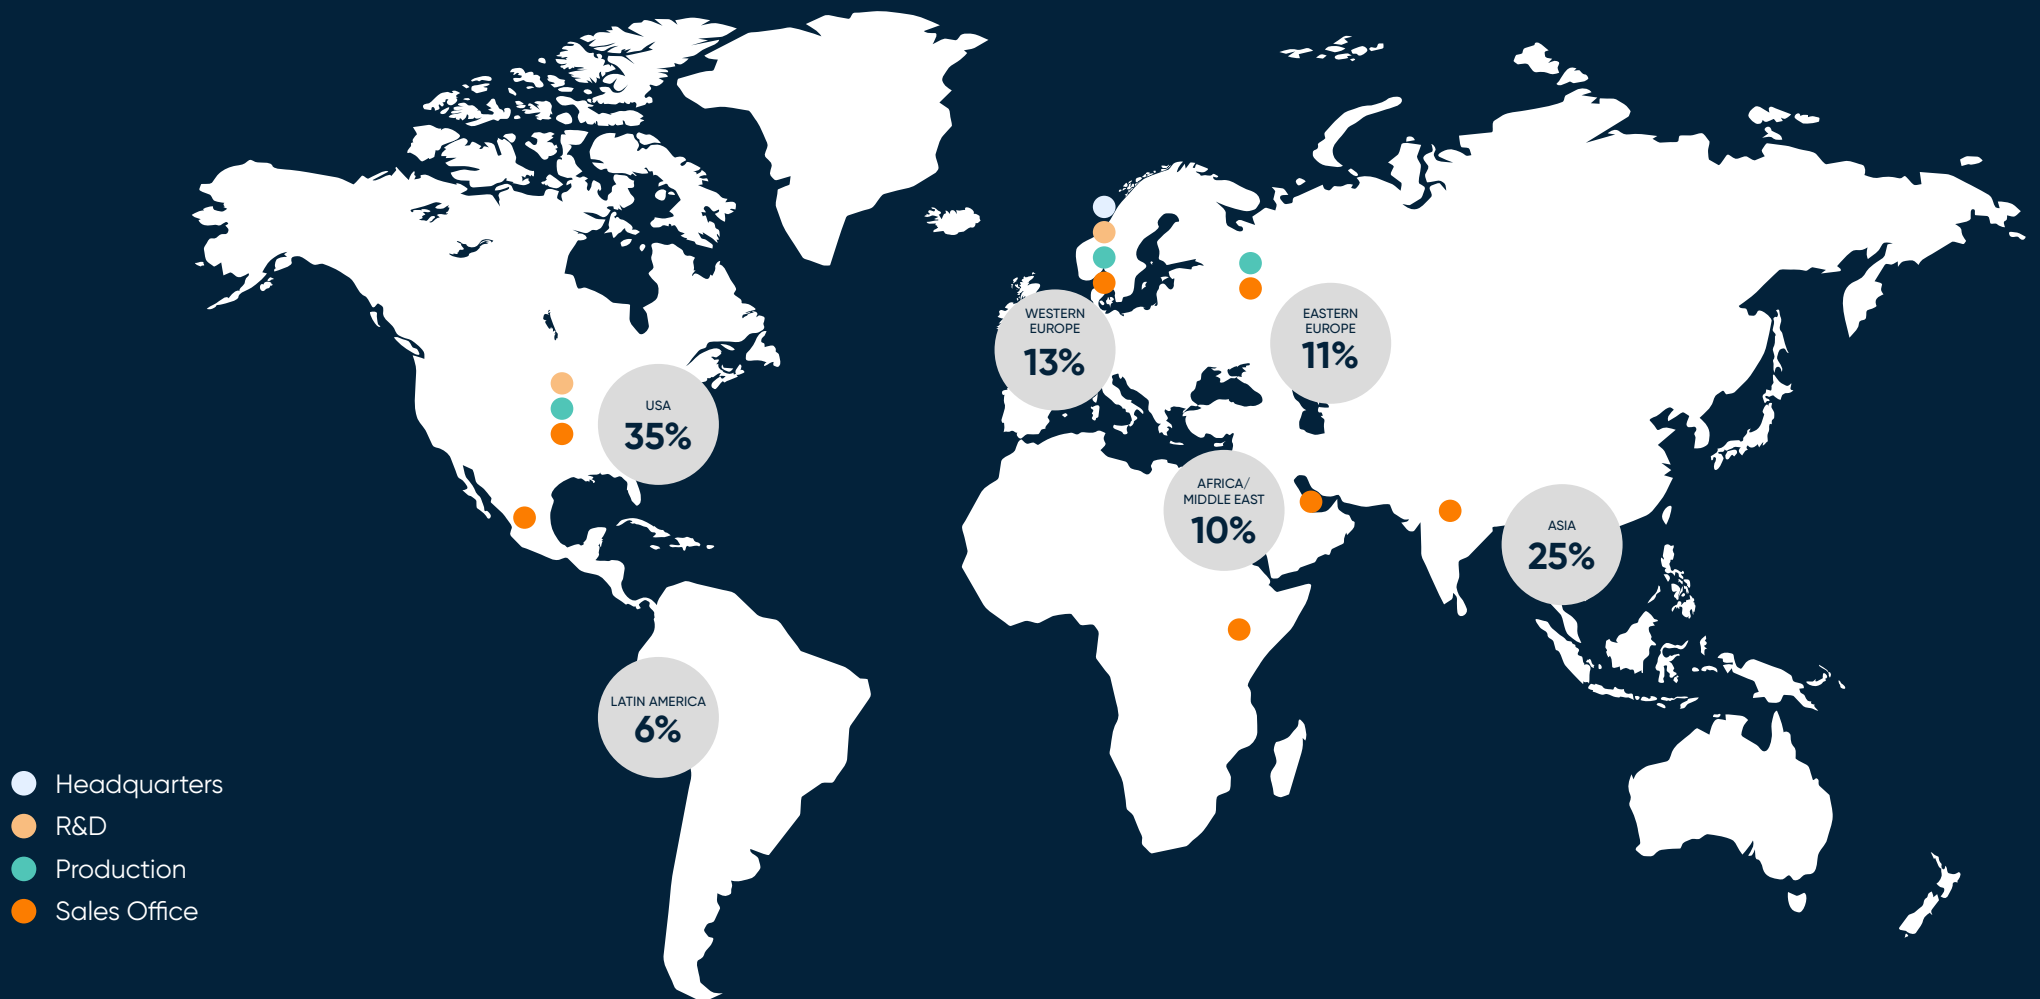 WESTERN
EUROPE
13%
EASTERN
EUROPE
11%
USA
35%
AFRICA/
MIDDLE EAST
10%
ASIA
25%
LATIN AMERICA
6%
Headquarters
R&D
Production
Sales Office